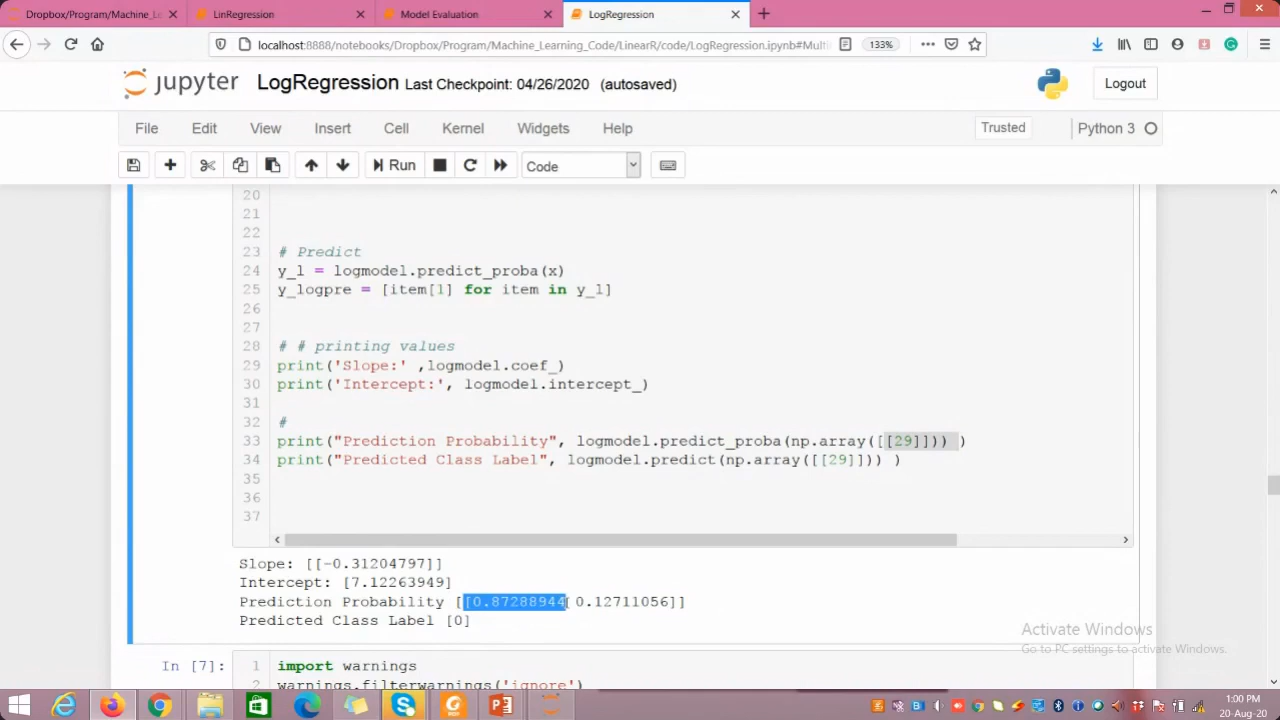 Dropbox/Program/Machine_Le × LinRegression × Model Evaluation × LogRegression × +
localhost:8888/notebooks/Dropbox/Program/Machine_Learning_Code/LinearR/code/LogRegression.ipynb#Mult 133%
jupyter LogRegression Last Checkpoint: 04/26/2020 (autosaved) Logout
File Edit View Insert Cell Kernel Widgets Help Trusted Python 3
Run Code
20
21
22
23 # Predict
24 y_l = logmodel.predict_proba(x)
25 y_logpre = [item[1] for item in y_l]
26
27
28 # # printing values
29 print('Slope:' ,logmodel.coef_)
30 print('Intercept:', logmodel.intercept_)
31
32 #
33 print("Prediction Probability", logmodel.predict_proba(np.array([[29]])) )
34 print("Predicted Class Label", logmodel.predict(np.array([[29]])) )
35
36
37
Slope: [[-0.31204797]]
Intercept: [7.12263949]
Prediction Probability [[0.87288944 0.12711056]]
Predicted Class Label [0]
Activate Windows
Go to PC settings to activate Windows.
In [7]: 1 import warnings
2 warnings.filterwarnings('ignore')
1:00 PM
20-Aug-20